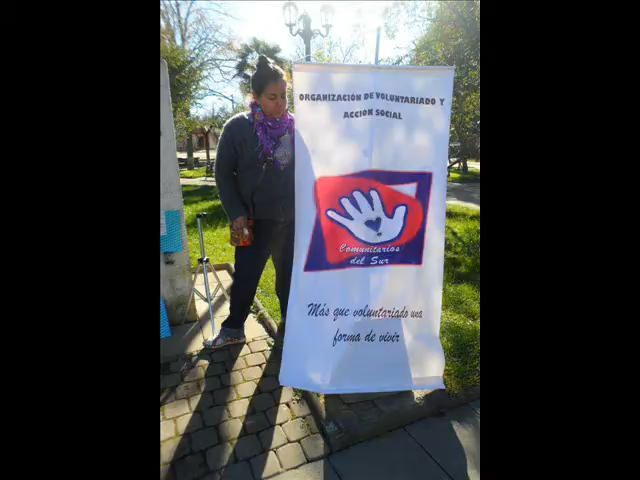 ORGANIZACIÓN DE VOLUNTARIADO Y
ACCION SOCIAL
Comunitarios
del Sur
Más que voluntariado una
forma de vivir